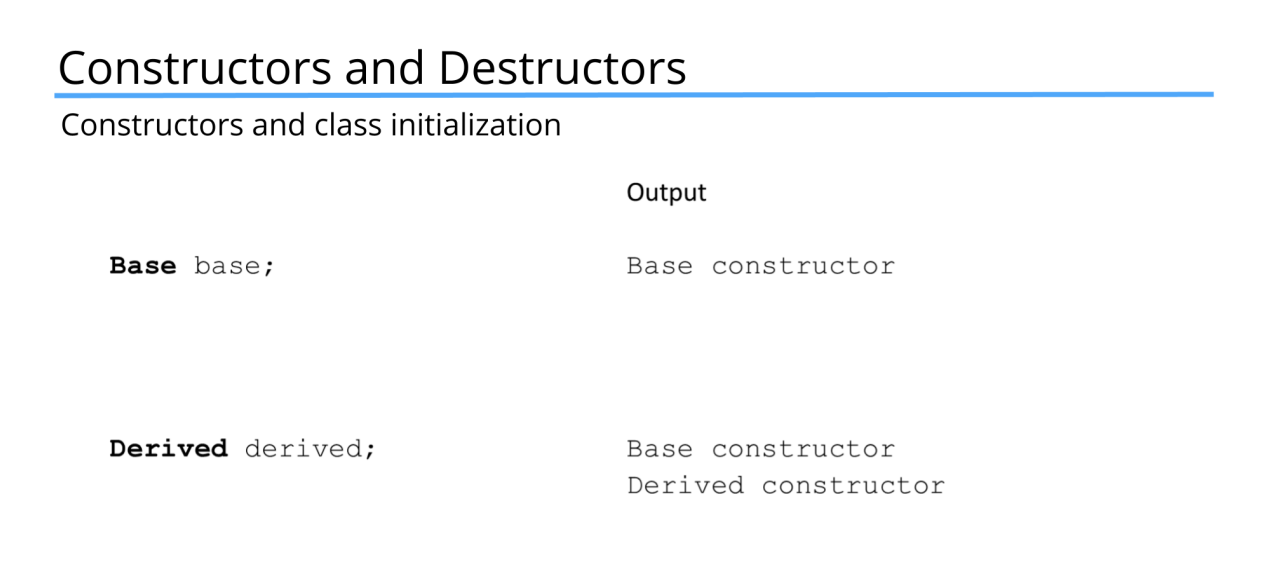 Constructors and Destructors
Constructors and class initialization
Output
Base base; Base constructor
Derived derived; Base constructor
Derived constructor